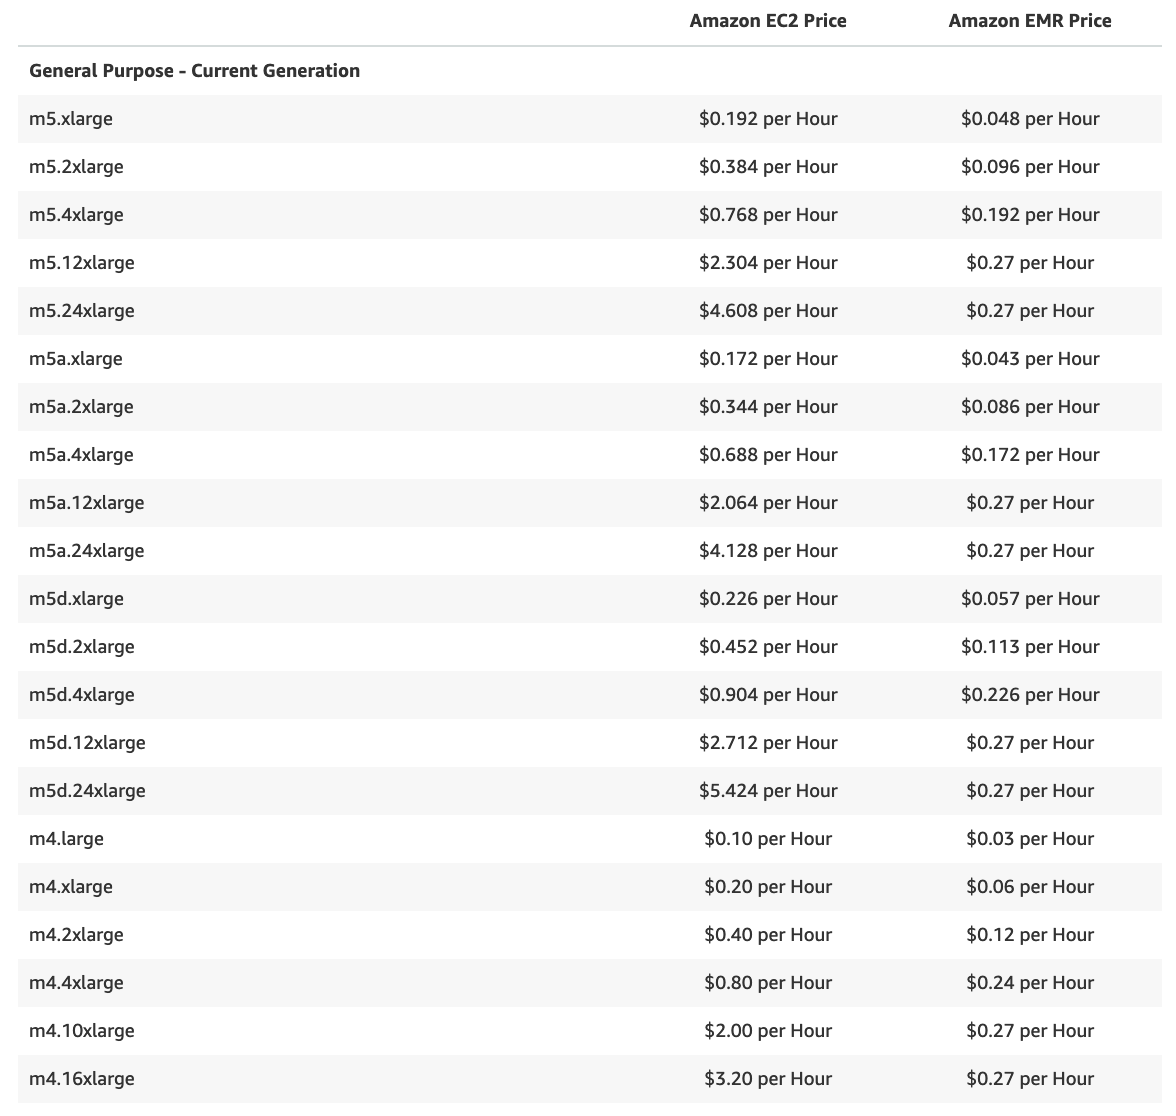 Amazon EC2 Price Amazon EMR Price
General Purpose - Current Generation
m5.xlarge $0.192 per Hour $0.048 per Hour
m5.2xlarge $0.384 per Hour $0.096 per Hour
m5.4xlarge $0.768 per Hour $0.192 per Hour
m5.12xlarge $2.304 per Hour $0.27 per Hour
m5.24xlarge $4.608 per Hour $0.27 per Hour
m5a.xlarge $0.172 per Hour $0.043 per Hour
m5a.2xlarge $0.344 per Hour $0.086 per Hour
m5a.4xlarge $0.688 per Hour $0.172 per Hour
m5a.12xlarge $2.064 per Hour $0.27 per Hour
m5a.24xlarge $4.128 per Hour $0.27 per Hour
m5d.xlarge $0.226 per Hour $0.057 per Hour
m5d.2xlarge $0.452 per Hour $0.113 per Hour
m5d.4xlarge $0.904 per Hour $0.226 per Hour
m5d.12xlarge $2.712 per Hour $0.27 per Hour
m5d.24xlarge $5.424 per Hour $0.27 per Hour
m4.large $0.10 per Hour $0.03 per Hour
m4.xlarge $0.20 per Hour $0.06 per Hour
m4.2xlarge $0.40 per Hour $0.12 per Hour
m4.4xlarge $0.80 per Hour $0.24 per Hour
m4.10xlarge $2.00 per Hour $0.27 per Hour
m4.16xlarge $3.20 per Hour $0.27 per Hour